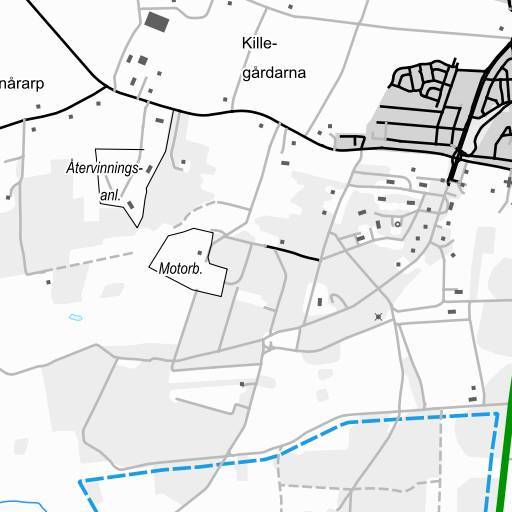 Kille-
gårdarna
nårarp
Återvinnings-
anl.
Motorb.